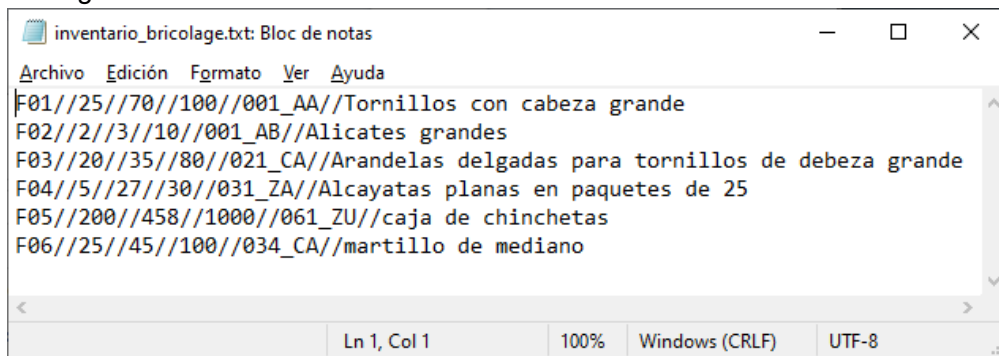 inventario_bricolage.txt: Bloc de notas
Archivo Edición Formato Ver Ayuda
F01//25//70//100//001_AA//Tornillos con cabeza grande
F02//2//3//10//001_AB//Alicates grandes
F03//20//35//80//021_CA//Arandelas delgadas para tornillos de debeza grande
F04//5//27//30//031_ZA//Alcayatas planas en paquetes de 25
F05//200//458//1000//061_ZU//caja de chinchetas
F06//25//45//100//034_CA//martillo de mediano
Ln 1, Col 1 100% Windows (CRLF) UTF-8